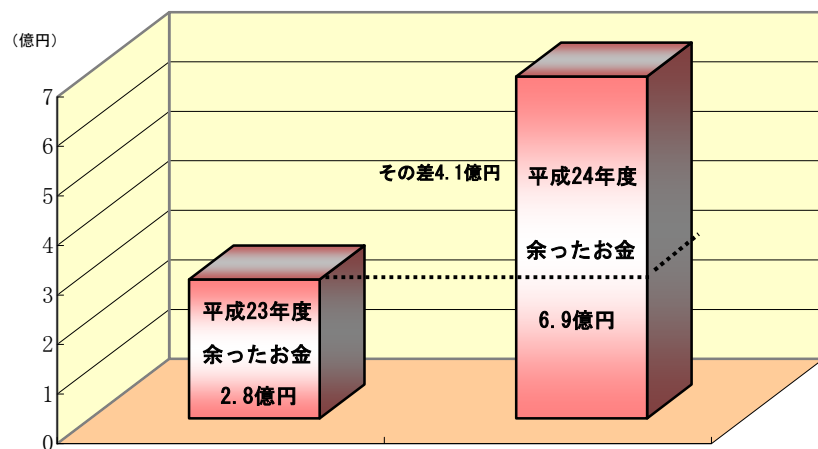 （億円）
7
6
5
4
3
2
1
0
その差4.1億円
平成23年度
余ったお金
2.8億円
平成24年度
余ったお金
6.9億円